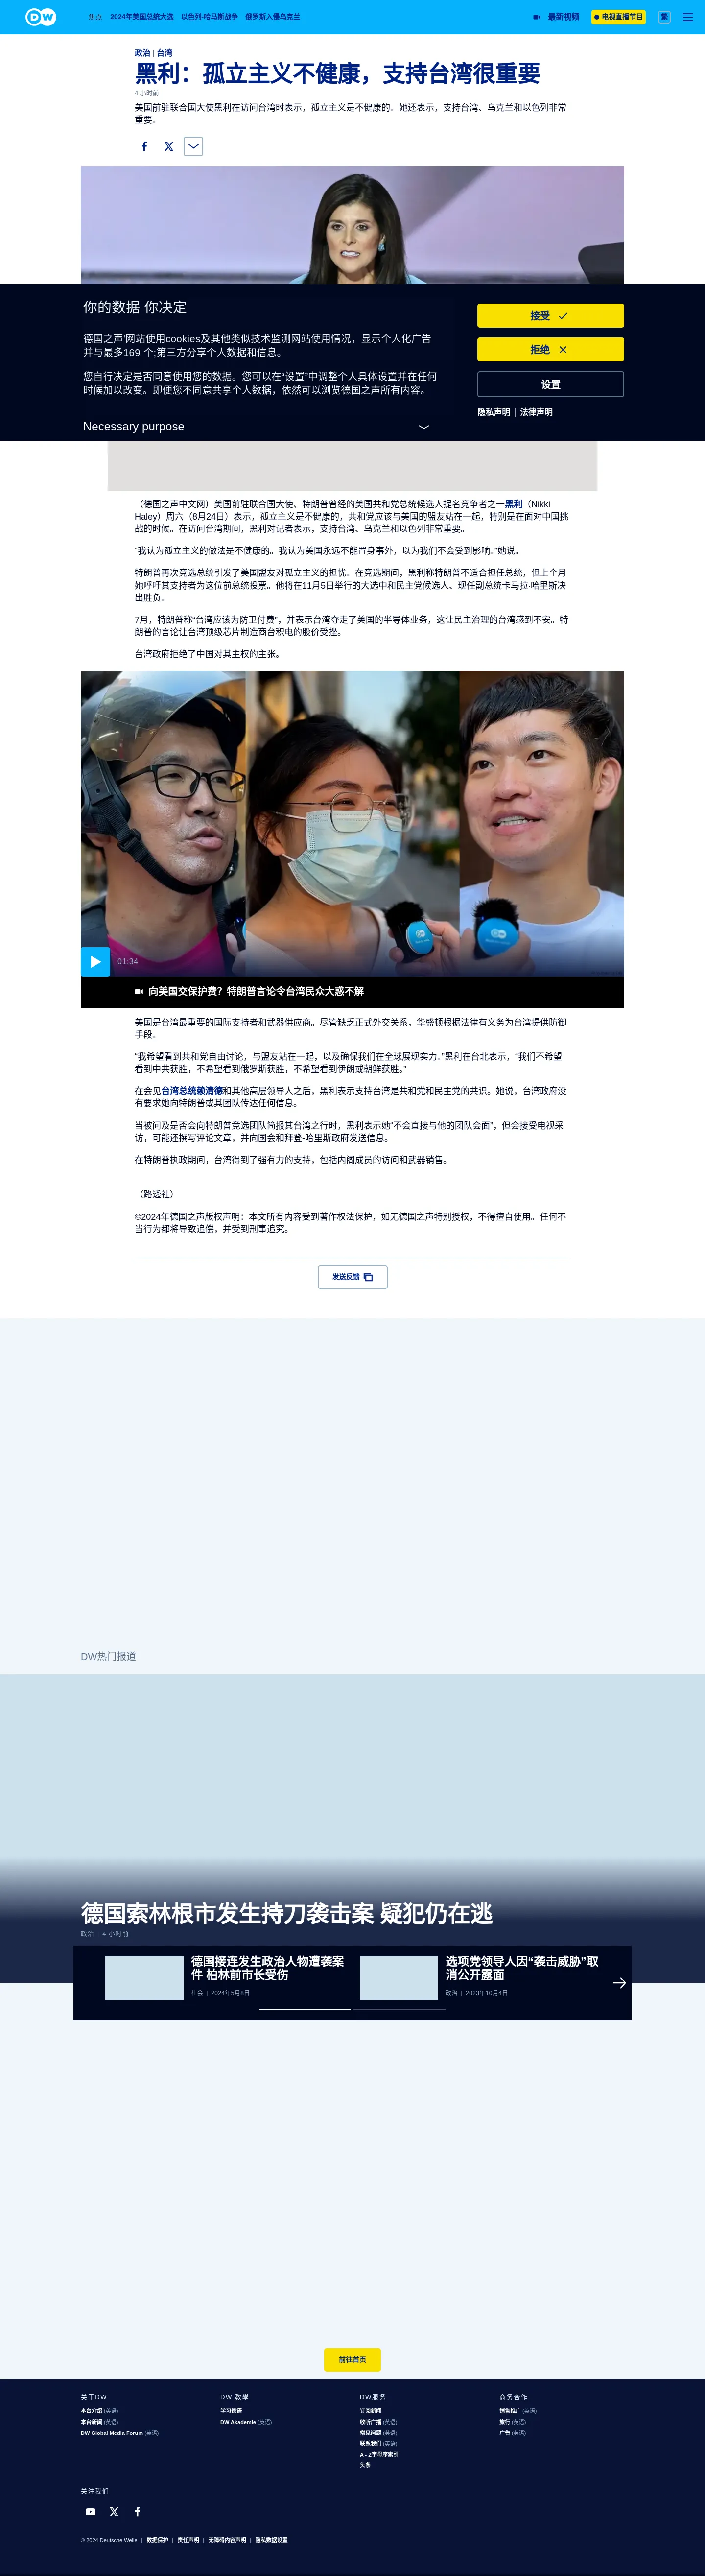 DW
焦点 2024年美国总统大选 以色列-哈马斯战争 俄罗斯入侵乌克兰
最新视频 电视直播节目 繁
政治 | 台湾
黑利：孤立主义不健康，支持台湾很重要
4 小时前
美国前驻联合国大使黑利在访问台湾时表示，孤立主义是不健康的。她还表示，支持台湾、乌克兰和以色列非常
重要。
你的数据 你决定
德国之声'网站使用cookies及其他类似技术监测网站使用情况，显示个人化广告
并与最多169 个;第三方分享个人数据和信息。
您自行决定是否同意使用您的数据。您可以在“设置”中调整个人具体设置并在任何
时候加以改变。即便您不同意共享个人数据，依然可以浏览德国之声所有内容。
Necessary purpose
接受
拒绝
设置
隐私声明 | 法律声明
（德国之声中文网）美国前驻联合国大使、特朗普曾经的美国共和党总统候选人提名竞争者之一黑利（Nikki
Haley）周六（8月24日）表示，孤立主义是不健康的，共和党应该与美国的盟友站在一起，特别是在面对中国挑
战的时候。在访问台湾期间，黑利对记者表示，支持台湾、乌克兰和以色列非常重要。
“我认为孤立主义的做法是不健康的。我认为美国永远不能置身事外，以为我们不会受到影响。”她说。
特朗普再次竞选总统引发了美国盟友对孤立主义的担忧。在竞选期间，黑利称特朗普不适合担任总统，但上个月
她呼吁其支持者为这位前总统投票。他将在11月5日举行的大选中和民主党候选人、现任副总统卡马拉·哈里斯决
出胜负。
7月，特朗普称“台湾应该为防卫付费”，并表示台湾夺走了美国的半导体业务，这让民主治理的台湾感到不安。特
朗普的言论让台湾顶级芯片制造商台积电的股价受挫。
台湾政府拒绝了中国对其主权的主张。
01:34
向美国交保护费？特朗普言论令台湾民众大惑不解
美国是台湾最重要的国际支持者和武器供应商。尽管缺乏正式外交关系，华盛顿根据法律有义务为台湾提供防御
手段。
“我希望看到共和党自由讨论，与盟友站在一起，以及确保我们在全球展现实力。”黑利在台北表示，“我们不希望
看到中共获胜，不希望看到俄罗斯获胜，不希望看到伊朗或朝鲜获胜。”
在会见台湾总统赖清德和其他高层领导人之后，黑利表示支持台湾是共和党和民主党的共识。她说，台湾政府没
有要求她向特朗普或其团队传达任何信息。
当被问及是否会向特朗普竞选团队简报其台湾之行时，黑利表示她“不会直接与他的团队会面”，但会接受电视采
访，可能还撰写评论文章，并向国会和拜登-哈里斯政府发送信息。
在特朗普执政期间，台湾得到了强有力的支持，包括内阁成员的访问和武器销售。
（路透社）
©2024年德国之声版权声明：本文所有内容受到著作权法保护，如无德国之声特别授权，不得擅自使用。任何不
当行为都将导致追偿，并受到刑事追究。
发送反馈
DW热门报道
德国索林根市发生持刀袭击案 疑犯仍在逃
政治 | 4 小时前
德国接连发生政治人物遭袭案
件 柏林前市长受伤
社会 | 2024年5月8日
选项党领导人因“袭击威胁”取
消公开露面
政治 | 2023年10月4日
前往首页
关于DW
本台介绍 (英语)
本台新闻 (英语)
DW Global Media Forum (英语)
DW 教学
学习德语
DW Akademie (英语)
DW服务
订阅新闻
收听广播 (英语)
常见问题 (英语)
联系我们 (英语)
A - Z字母序索引
头条
商务合作
销售推广 (英语)
旅行 (英语)
广告 (英语)
关注我们
© 2024 Deutsche Welle | 数据保护 | 责任声明 | 无障碍内容声明 | 隐私数据设置